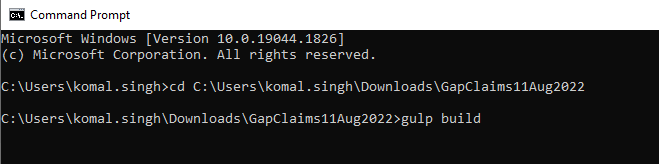 Command Prompt
Microsoft Windows [Version 10.0.19044.1826]
(c) Microsoft Corporation. All rights reserved.
C:\Users\komal.singh>cd C:\Users\komal.singh\Downloads\GapClaims11Aug2022
C:\Users\komal.singh\Downloads\GapClaims11Aug2022>gulp build